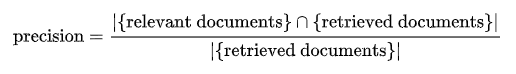 precision = |{relevant documents} ∩ {retrieved documents}| / |{retrieved documents}|